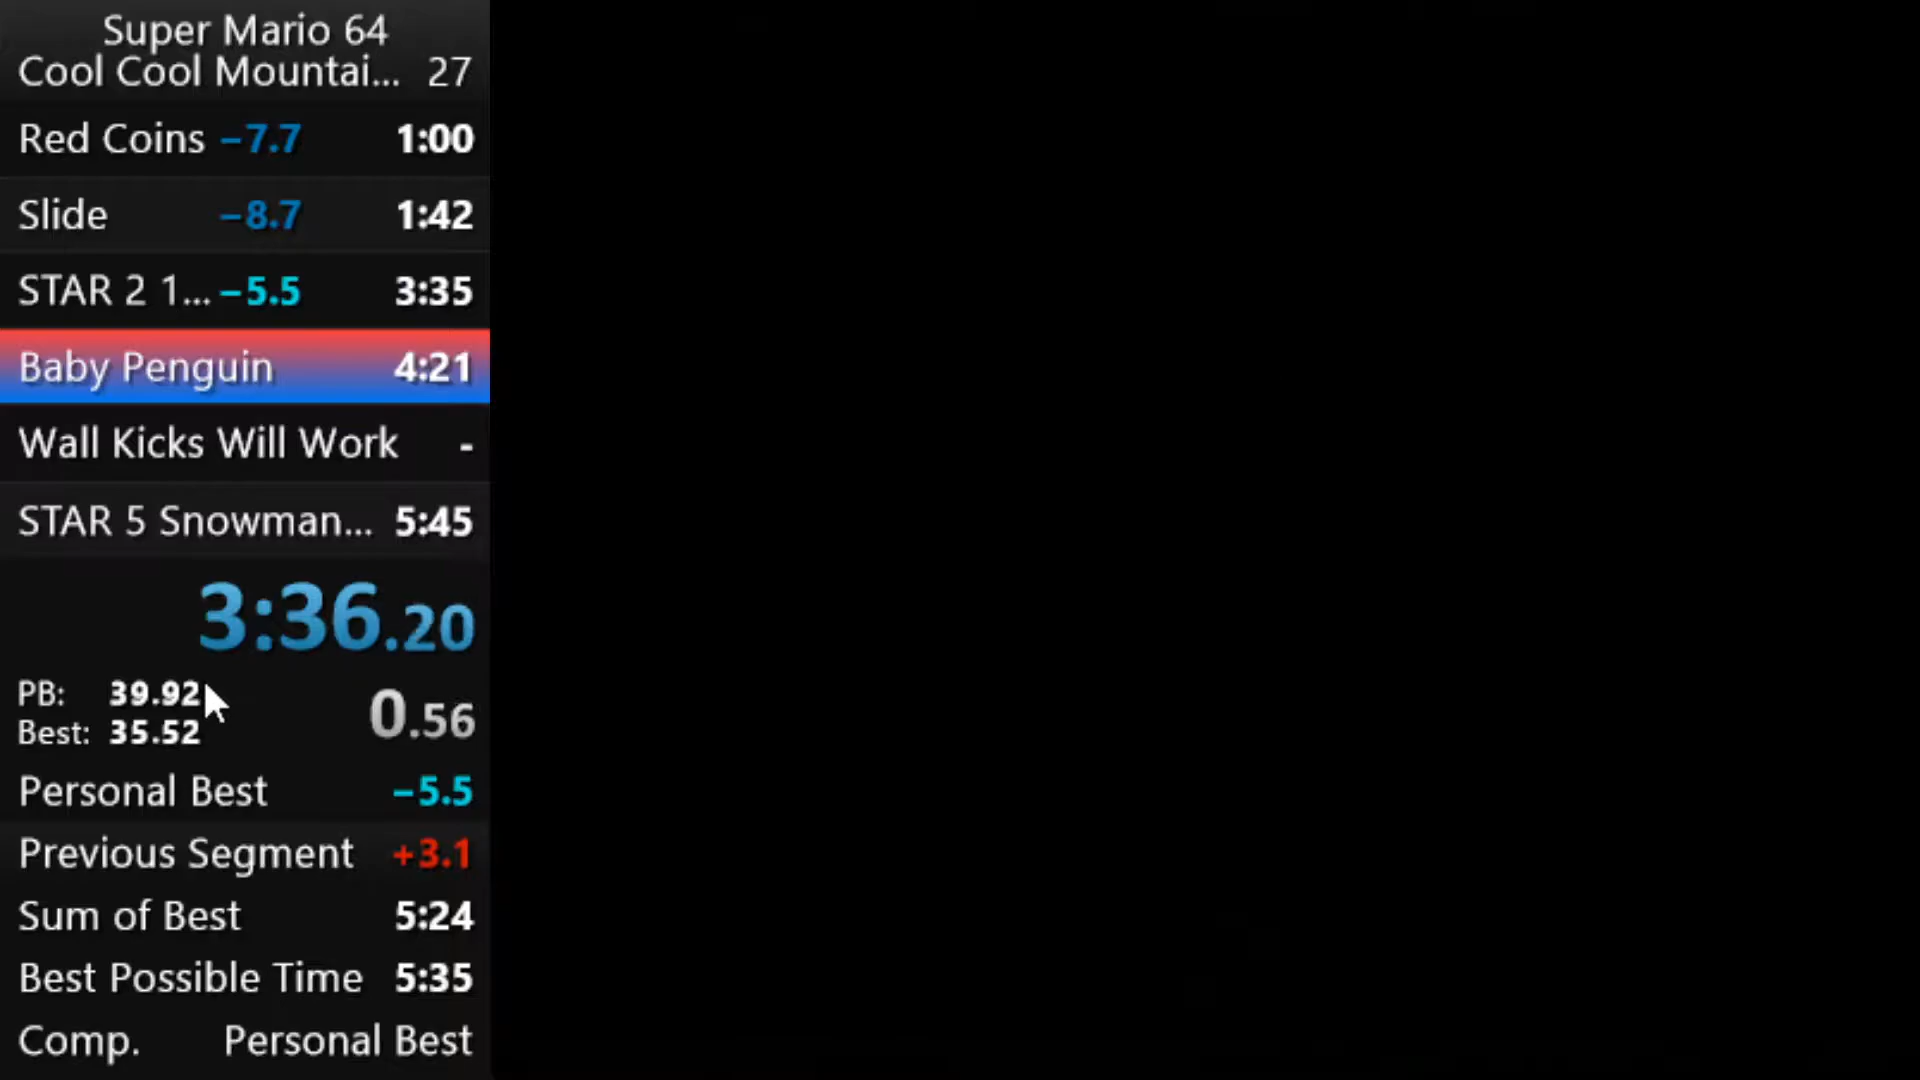 Super Mario 64
Cool Cool Mountai... 27
Red Coins −7.7 1:00
Slide −8.7 1:42
STAR 2 1... −5.5 3:35
Baby Penguin 4:21
Wall Kicks Will Work -
STAR 5 Snowman... 5:45
3:36.20
PB: 39.92
Best: 35.52
0.56
Personal Best −5.5
Previous Segment +3.1
Sum of Best 5:24
Best Possible Time 5:35
Comp. Personal Best